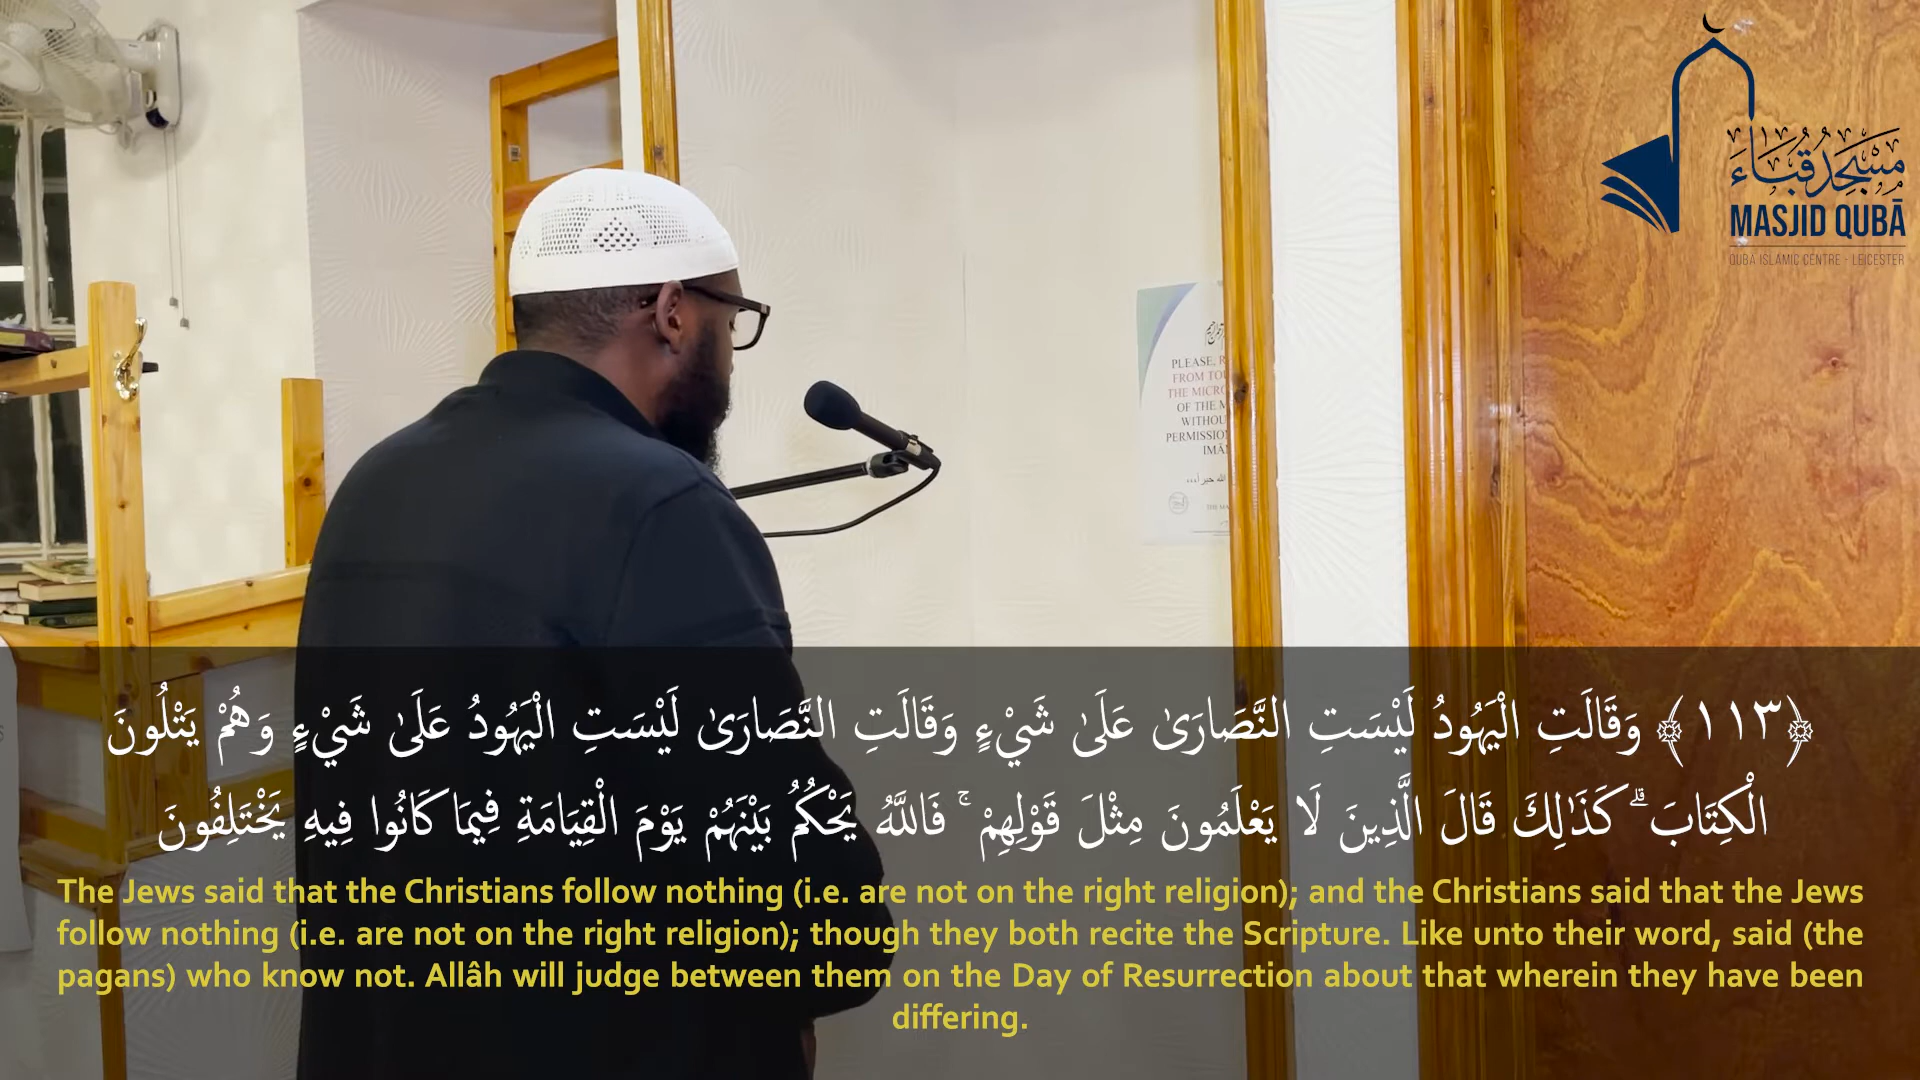 مَسْجِدُ قُبَاءَ
MASJID QUBĀ
QUBĀ ISLAMIC CENTRE - LEICESTER
PLEASE, R
FROM TOU
THE MICRO
OF THE M
WITHOU
PERMISSION
IMĀ
﴿١١٣﴾ وَقَالَتِ الْيَهُودُ لَيْسَتِ النَّصَارَىٰ عَلَىٰ شَيْءٍ وَقَالَتِ النَّصَارَىٰ لَيْسَتِ الْيَهُودُ عَلَىٰ شَيْءٍ وَهُمْ يَتْلُونَ
الْكِتَابَ ۗ كَذَٰلِكَ قَالَ الَّذِينَ لَا يَعْلَمُونَ مِثْلَ قَوْلِهِمْ ۚ فَاللَّهُ يَحْكُمُ بَيْنَهُمْ يَوْمَ الْقِيَامَةِ فِيمَا كَانُوا فِيهِ يَخْتَلِفُونَ
The Jews said that the Christians follow nothing (i.e. are not on the right religion); and the Christians said that the Jews
follow nothing (i.e. are not on the right religion); though they both recite the Scripture. Like unto their word, said (the
pagans) who know not. Allâh will judge between them on the Day of Resurrection about that wherein they have been
differing.